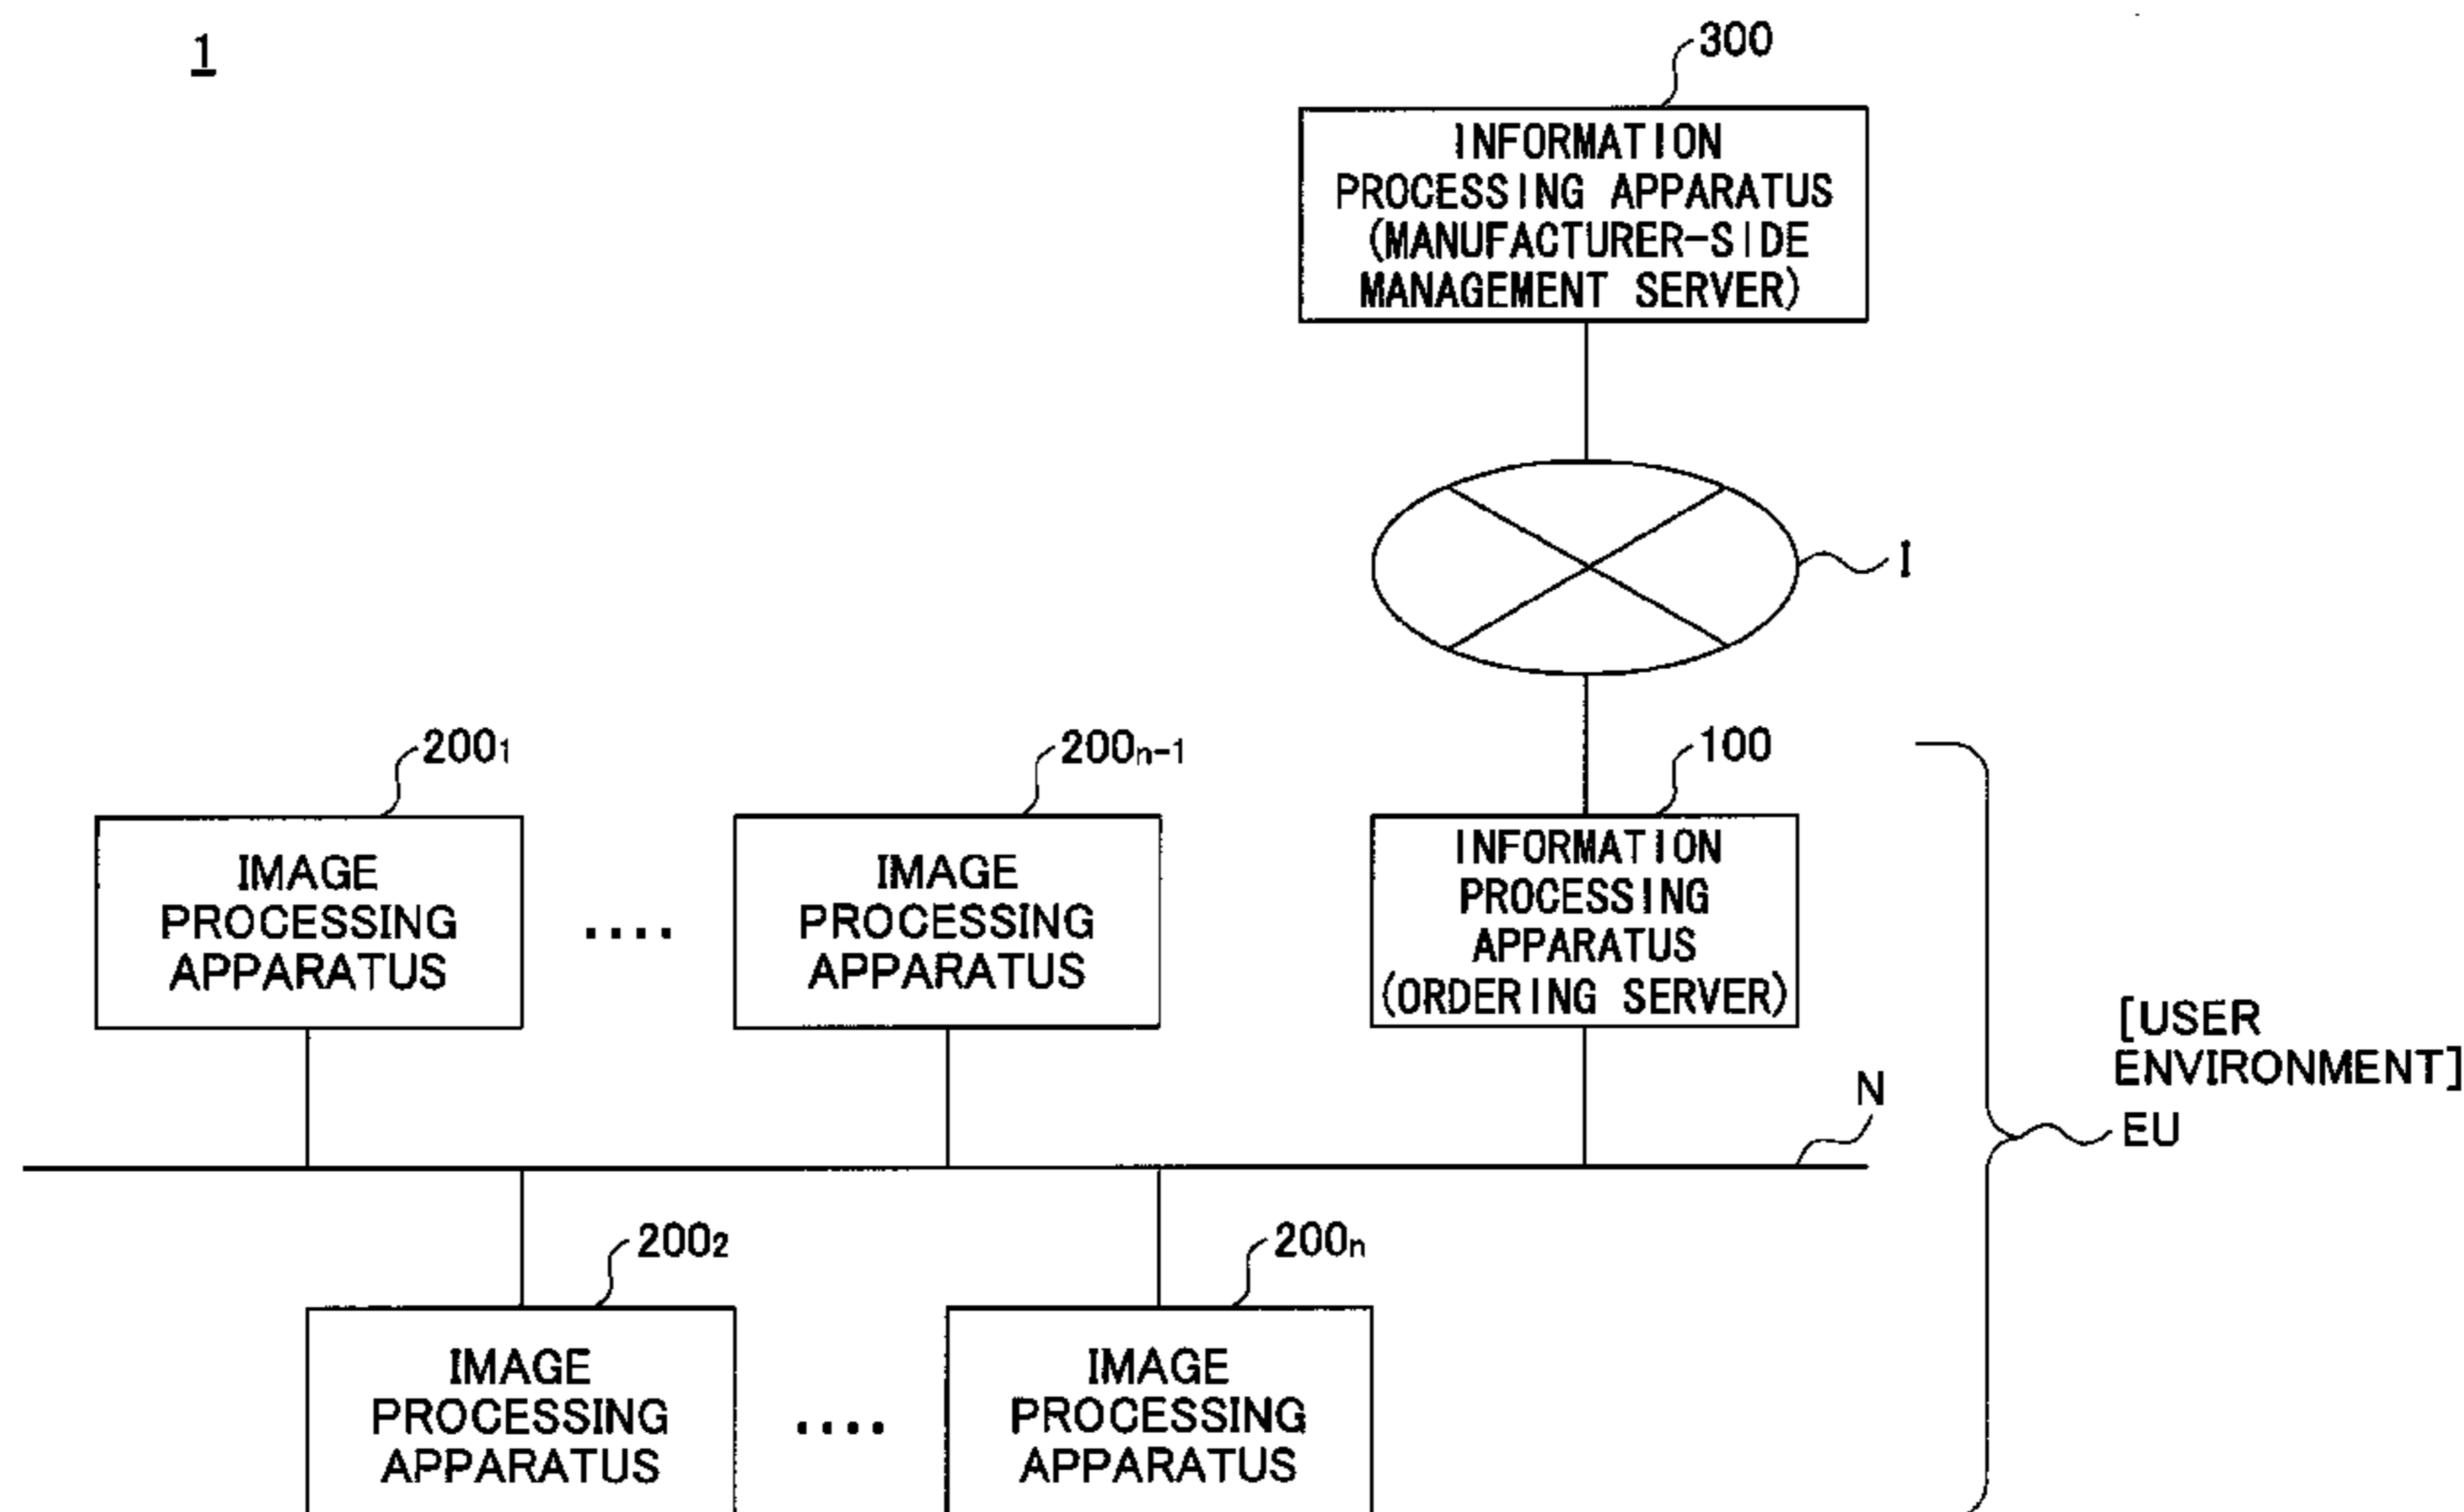 1
300
INFORMATION
PROCESSING APPARATUS
(MANUFACTURER-SIDE
MANAGEMENT SERVER)
I
200₁
200ₙ₋₁
100
IMAGE
PROCESSING
APPARATUS
....
IMAGE
PROCESSING
APPARATUS
INFORMATION
PROCESSING
APPARATUS
(ORDERING SERVER)
[USER
ENVIRONMENT]
EU
N
200₂
200ₙ
IMAGE
PROCESSING
APPARATUS
....
IMAGE
PROCESSING
APPARATUS